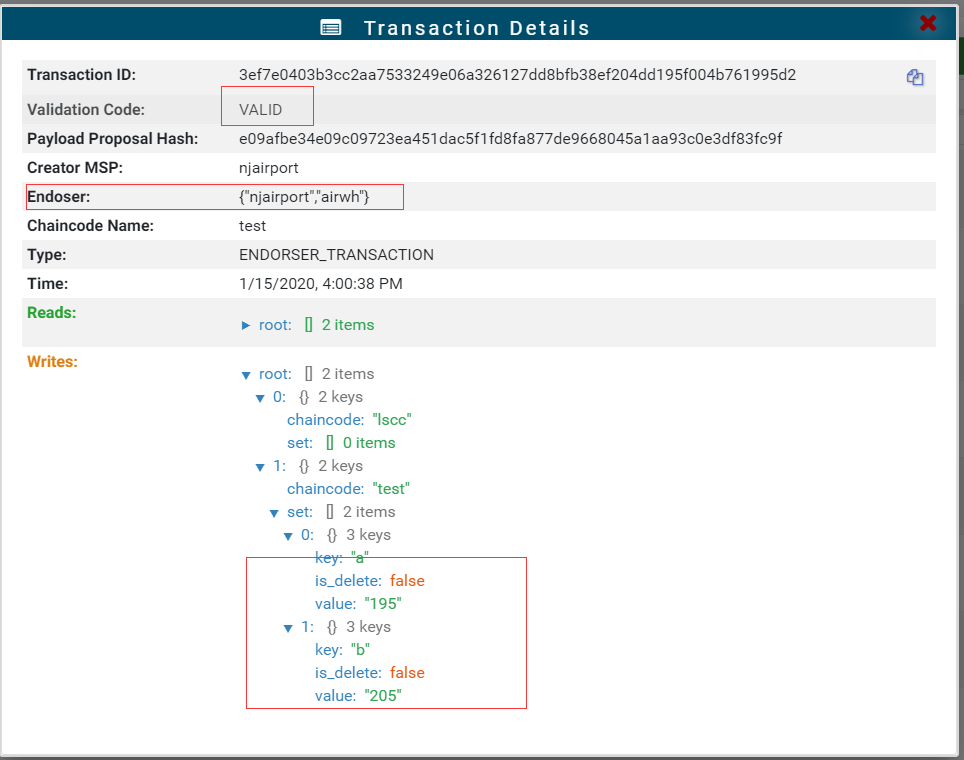 Transaction Details
Transaction ID: 3ef7e0403b3cc2aa7533249e06a326127dd8bfb38ef204dd195f004b761995d2
Validation Code: VALID
Payload Proposal Hash: e09afbe34e09c09723ea451dac5f1fd8fa877de9668045a1aa93c0e3df83fc9f
Creator MSP: njairport
Endoser: {"njairport","airwh"}
Chaincode Name: test
Type: ENDORSER_TRANSACTION
Time: 1/15/2020, 4:00:38 PM
Reads:
root: [] 2 items
Writes:
root: [] 2 items
0: {} 2 keys
chaincode: "lscc"
set: [] 0 items
1: {} 2 keys
chaincode: "test"
set: [] 2 items
0: {} 3 keys
key: "a"
is_delete: false
value: "195"
1: {} 3 keys
key: "b"
is_delete: false
value: "205"